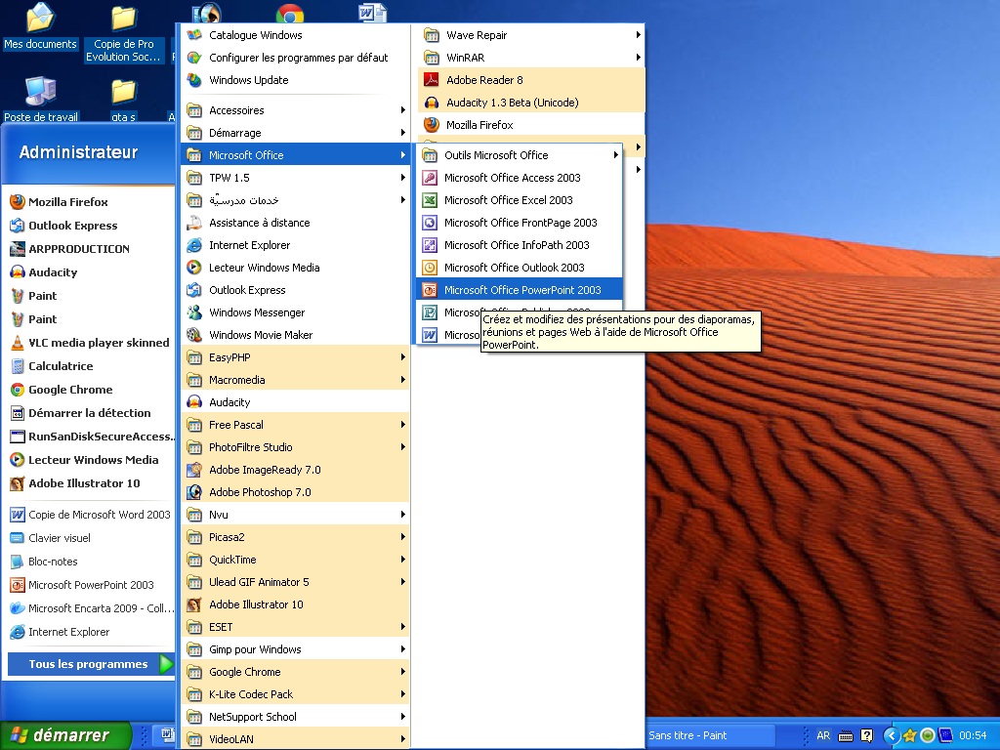 Mes documents
Copie de Pro
Evolution Soc...
Poste de travail
gta s
Administrateur
Mozilla Firefox
Outlook Express
ARPPRODUCTICON
Audacity
Paint
Paint
VLC media player skinned
Calculatrice
Google Chrome
Démarrer la détection
RunSanDiskSecureAccess...
Lecteur Windows Media
Adobe Illustrator 10
Copie de Microsoft Word 2003
Clavier visuel
Bloc-notes
Microsoft PowerPoint 2003
Microsoft Encarta 2009 - Coll...
Internet Explorer
Tous les programmes
Catalogue Windows
Configurer les programmes par défaut
Windows Update
Accessoires
Démarrage
Microsoft Office
TPW 1.5
خدمات مدرسيّة
Assistance à distance
Internet Explorer
Lecteur Windows Media
Outlook Express
Windows Messenger
Windows Movie Maker
EasyPHP
Macromedia
Audacity
Free Pascal
PhotoFiltre Studio
Adobe ImageReady 7.0
Adobe Photoshop 7.0
Nvu
Picasa2
QuickTime
Ulead GIF Animator 5
Adobe Illustrator 10
ESET
Gimp pour Windows
Google Chrome
K-Lite Codec Pack
NetSupport School
VideoLAN
Wave Repair
WinRAR
Adobe Reader 8
Audacity 1.3 Beta (Unicode)
Mozilla Firefox
Outils Microsoft Office
Microsoft Office Access 2003
Microsoft Office Excel 2003
Microsoft Office FrontPage 2003
Microsoft Office InfoPath 2003
Microsoft Office Outlook 2003
Microsoft Office PowerPoint 2003
Créez et modifiez des présentations pour des diaporamas,
réunions et pages Web à l'aide de Microsoft Office
PowerPoint.
démarrer
Sans titre - Paint
AR
00:54